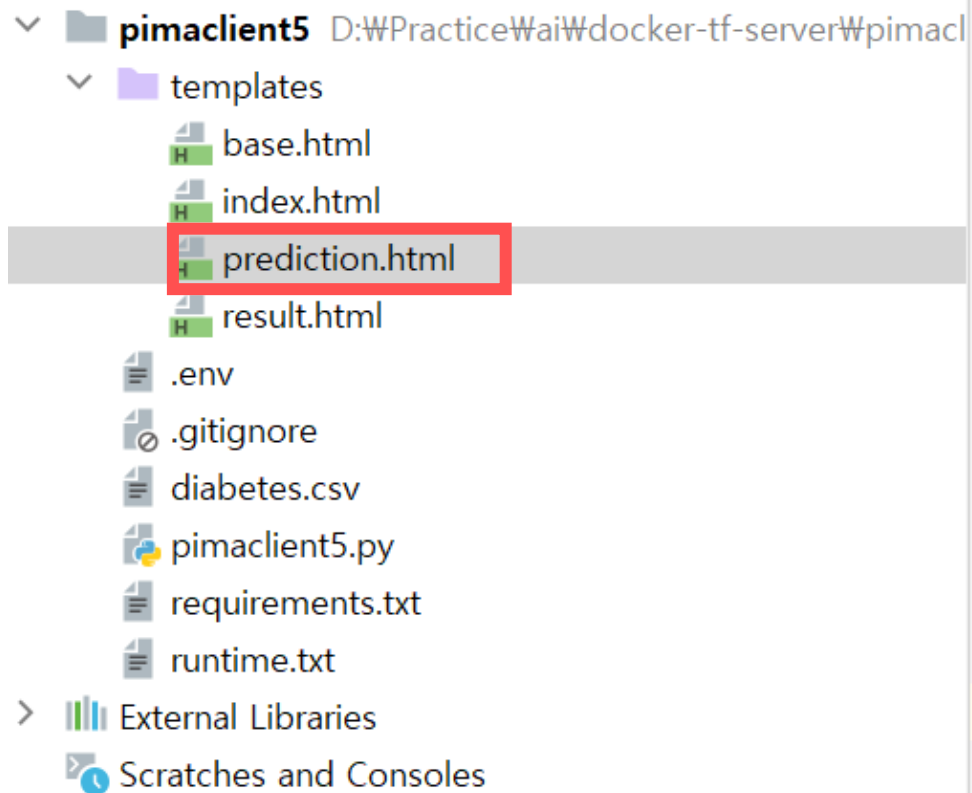 pimaclient5 D:₩Practice₩ai₩docker-tf-server₩pimacl
templates
H base.html
H index.html
H prediction.html
H result.html
.env
.gitignore
diabetes.csv
pimaclient5.py
requirements.txt
runtime.txt
External Libraries
Scratches and Consoles